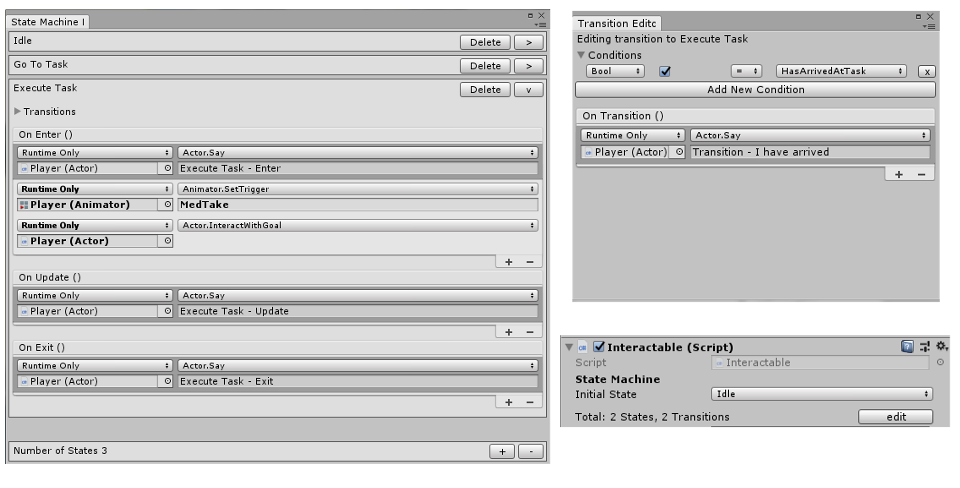 State Machine I
Idle
Delete
>
Go To Task
Delete
>
Execute Task
Delete
v
Transitions
On Enter ()
Runtime Only
Actor.Say
Player (Actor)
Execute Task - Enter
Runtime Only
Animator.SetTrigger
Player (Animator)
MedTake
Runtime Only
Actor.InteractWithGoal
Player (Actor)
+ -
On Update ()
Runtime Only
Actor.Say
Player (Actor)
Execute Task - Update
+ -
On Exit ()
Runtime Only
Actor.Say
Player (Actor)
Execute Task - Exit
+ -
Number of States 3
+
-
Transition Editc
Editing transition to Execute Task
Conditions
Bool
=
HasArrivedAtTask
x
Add New Condition
On Transition ()
Runtime Only
Actor.Say
Player (Actor)
Transition - I have arrived
+ -
Interactable (Script)
Script
Interactable
State Machine
Initial State
Idle
Total: 2 States, 2 Transitions
edit